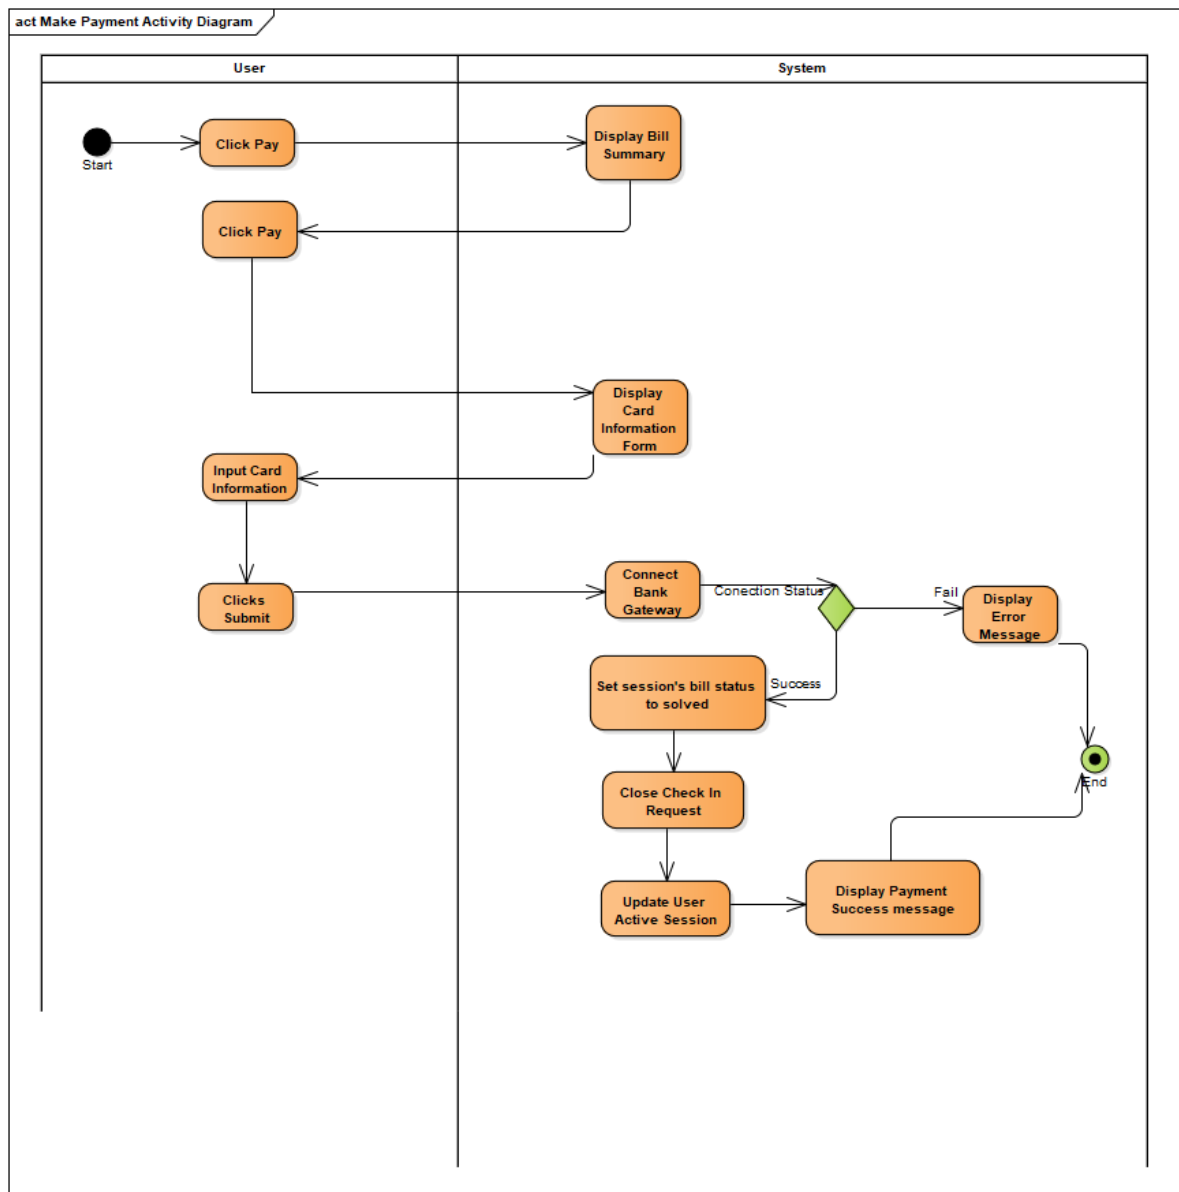 act Make Payment Activity Diagram
User
System
Start
Click Pay
Display Bill
Summary
Click Pay
Display
Card
Information
Form
Input Card
Information
Clicks
Submit
Connect
Bank
Gateway
Conection Status
Fail
Display
Error
Message
Success
Set session's bill status
to solved
End
Close Check In
Request
Update User
Active Session
Display Payment
Success message